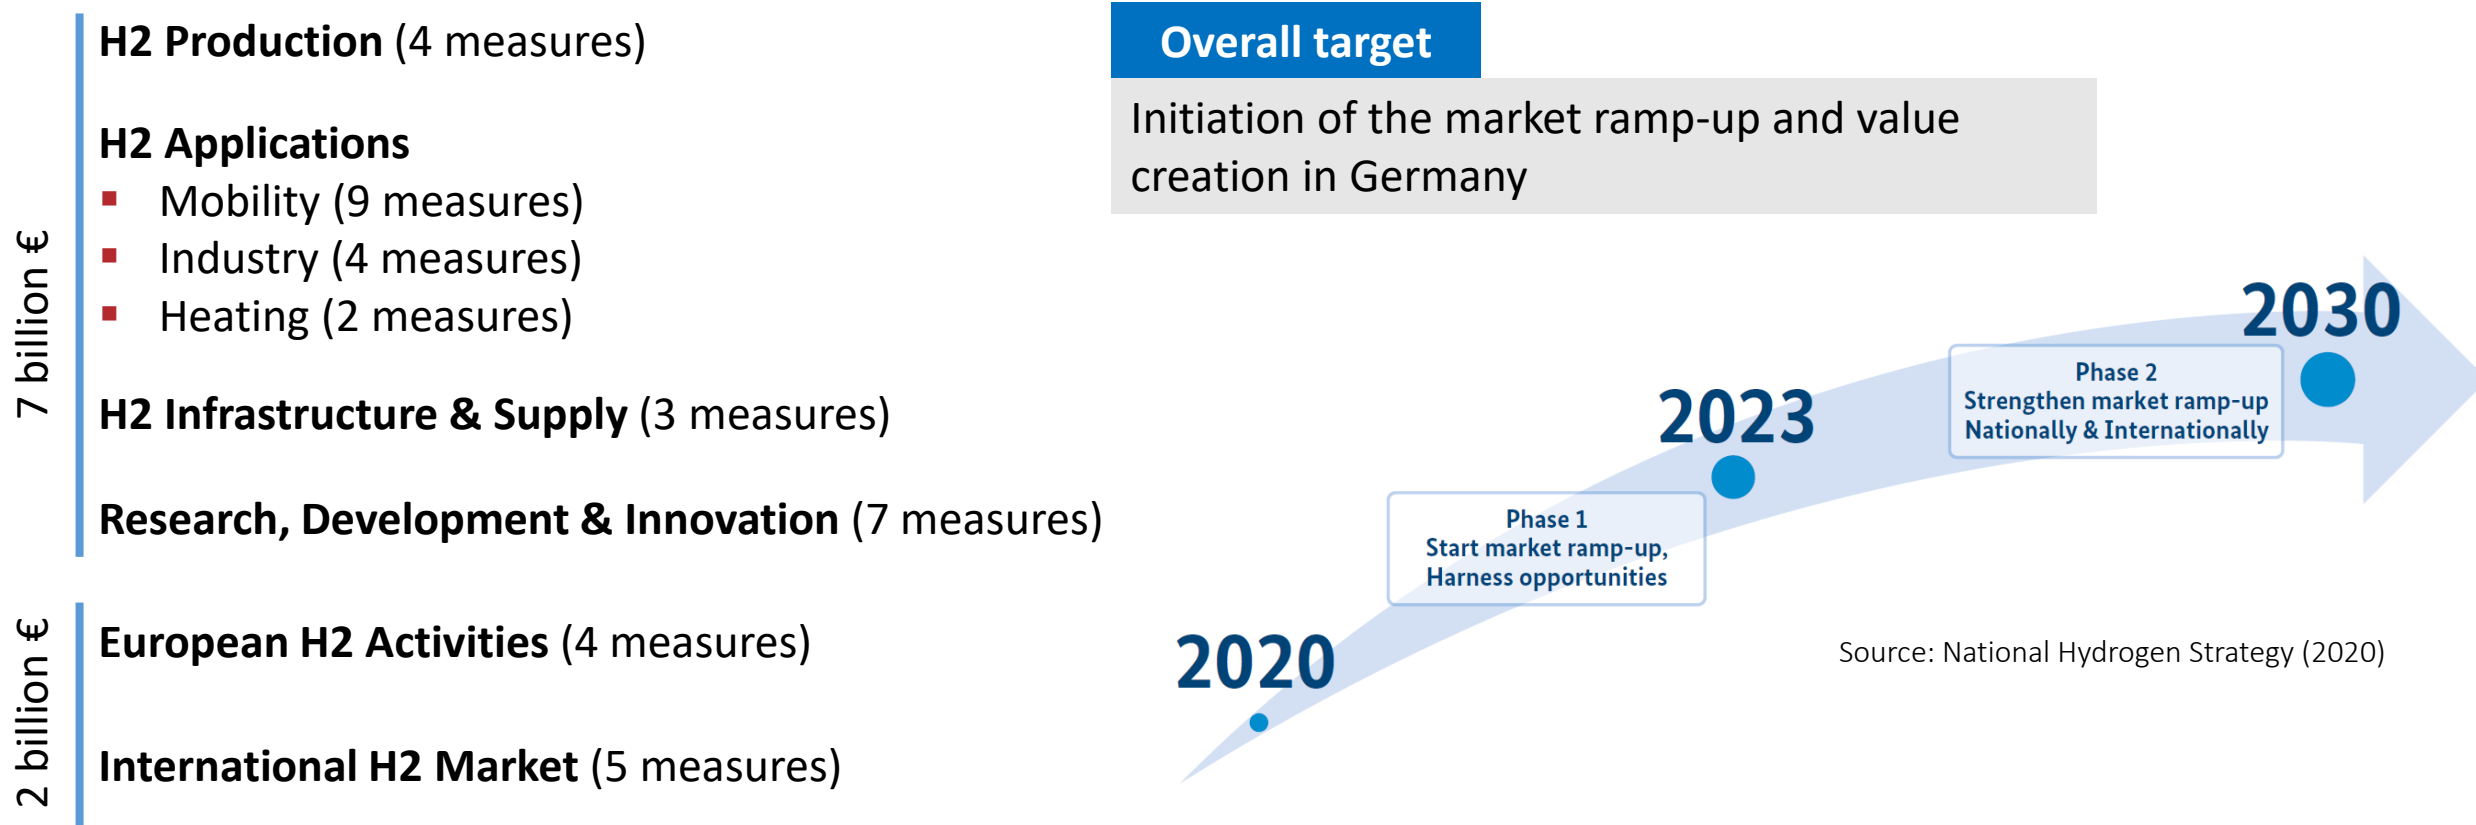 7 billion €
H2 Production (4 measures)
H2 Applications
▪ Mobility (9 measures)
▪ Industry (4 measures)
▪ Heating (2 measures)
H2 Infrastructure & Supply (3 measures)
Research, Development & Innovation (7 measures)
2 billion €
European H2 Activities (4 measures)
International H2 Market (5 measures)
Overall target
Initiation of the market ramp-up and value
creation in Germany
2020
Phase 1
Start market ramp-up,
Harness opportunities
2023
Phase 2
Strengthen market ramp-up
Nationally & Internationally
2030
Source: National Hydrogen Strategy (2020)